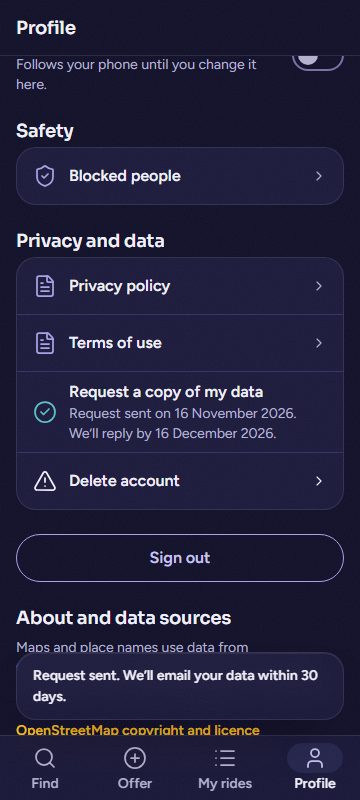 Profile
Follows your phone until you change it
here.
Safety
Blocked people
Privacy and data
Privacy policy
Terms of use
Request a copy of my data
Request sent on 16 November 2026.
We'll reply by 16 December 2026.
Delete account
Sign out
About and data sources
Maps and place names use data from
Request sent. We'll email your data within 30
days.
OpenStreetMap copyright and licence
Find
Offer
My rides
Profile